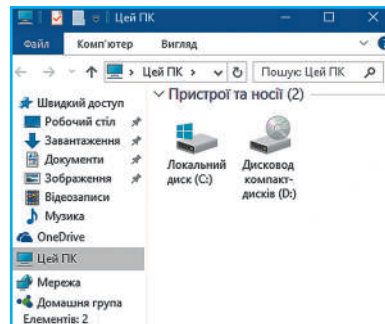 Цей ПК
Файл Комп'ютер Вигляд
Цей ПК Пошук: Цей ПК
Швидкий доступ
Робочий стіл
Завантаження
Документи
Зображення
Відеозаписи
Музика
OneDrive
Цей ПК
Мережа
Домашня група
Елементів: 2
Пристрої та носії (2)
Локальний
диск (C:)
Дисковод
компакт-
дисків (D:)